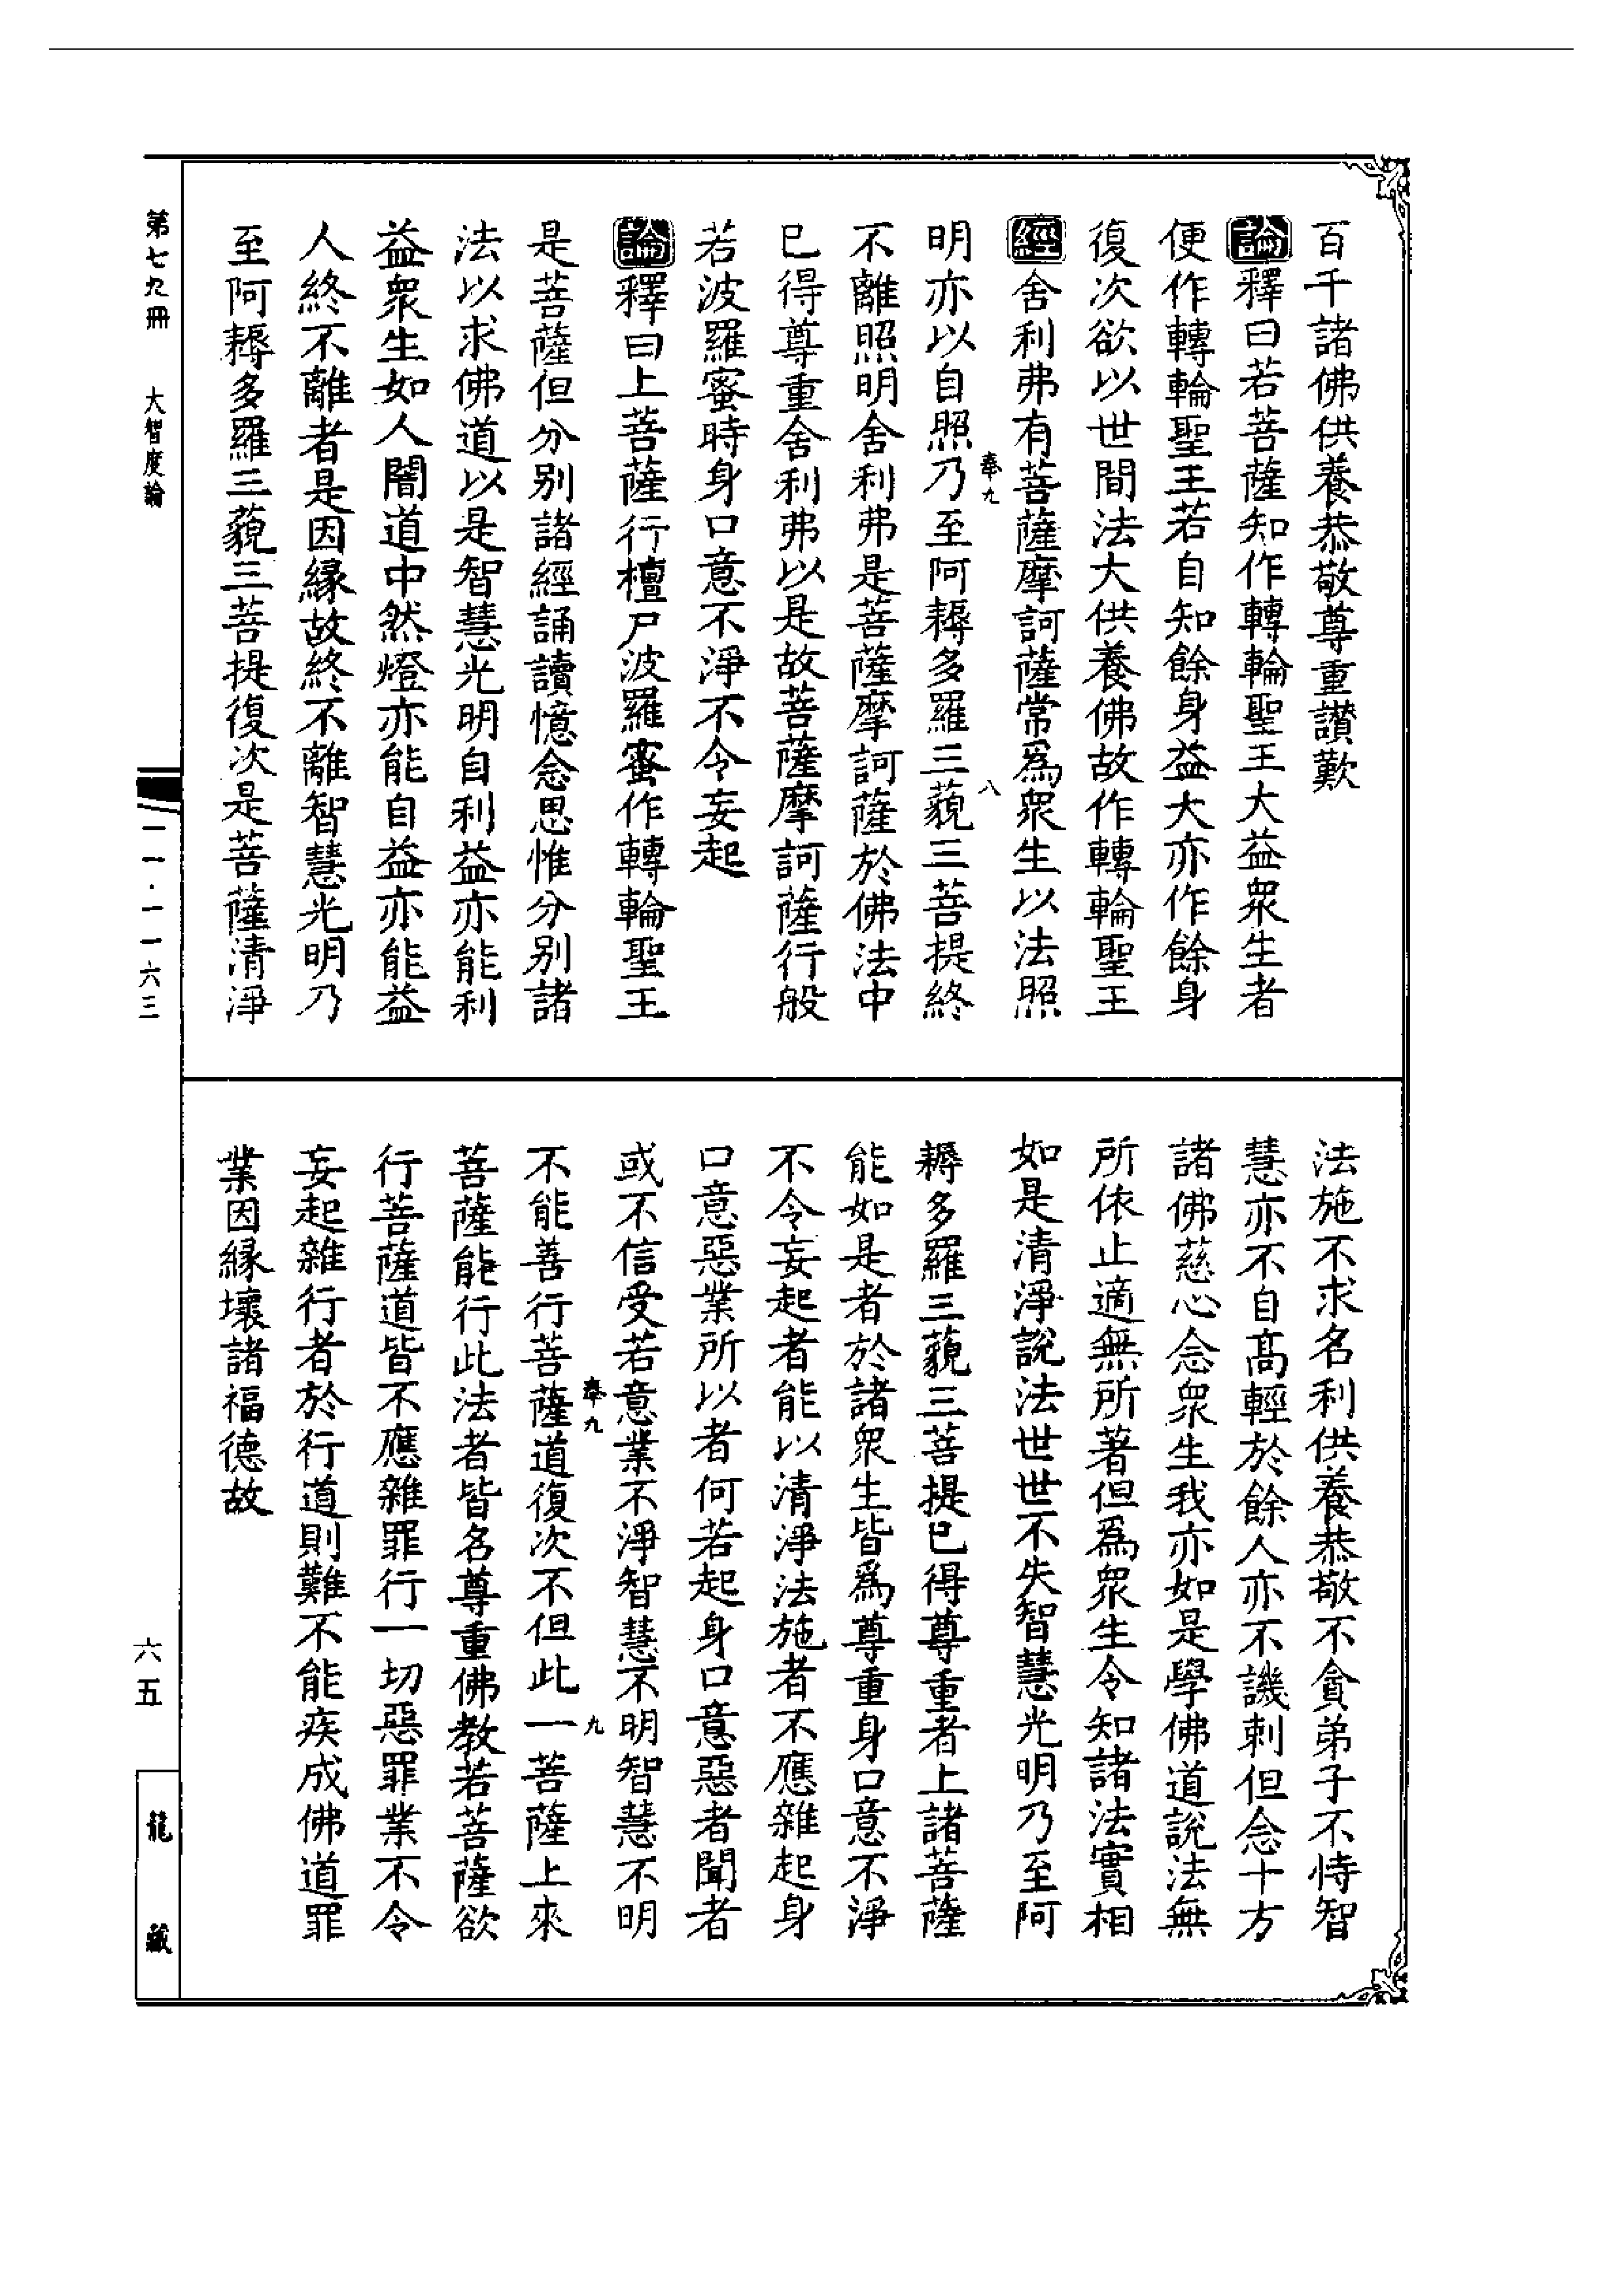 百千諸佛供養恭敬尊重讃歎
論釋曰若菩薩知作轉輪聖王大益衆生者
便作轉輪聖王若自知餘身益大亦作餘身
復次欲以世間法大供養佛故作轉輪聖王
經舍利弗有菩薩摩訶薩常爲衆生以法照
奉九 八
明亦以自照乃至阿耨多羅三藐三菩提終
不離照明舍利弗是菩薩摩訶薩於佛法中
已得尊重舍利弗以是故菩薩摩訶薩行般
若波羅蜜時身口意不淨不令妄起
論釋曰上菩薩行檀尸波羅蜜作轉輪聖王
是菩薩但分别諸經誦讀憶念思惟分别諸
法以求佛道以是智慧光明自利益亦能利
益衆生如人闇道中然燈亦能自益亦能益
人終不離者是因縁故終不離智慧光明乃
至阿耨多羅三藐三菩提復次是菩薩清淨
法施不求名利供養恭敬不貪弟子不恃智
慧亦不自高輕於餘人亦不譏刺但念十方
諸佛慈心念衆生我亦如是學佛道說法無
所依止適無所著但爲衆生令知諸法實相
如是清淨說法世世不失智慧光明乃至阿
耨多羅三藐三菩提已得尊重者上諸菩薩
能如是者於諸衆生皆爲尊重身口意不淨
不令妄起者能以清淨法施者不應雜起身
口意惡業所以者何若起身口意惡者聞者
或不信受若意業不淨智慧不明智慧不明
奉九 九
不能善行菩薩道復次不但此一菩薩上來
菩薩能行此法者皆名尊重佛教若菩薩欲
行菩薩道皆不應雜罪行一切惡罪業不令
妄起雜行者於行道則難不能疾成佛道罪
業因縁壞諸福德故
第七九冊 大智度論
一一·一一六三
六五
龍藏